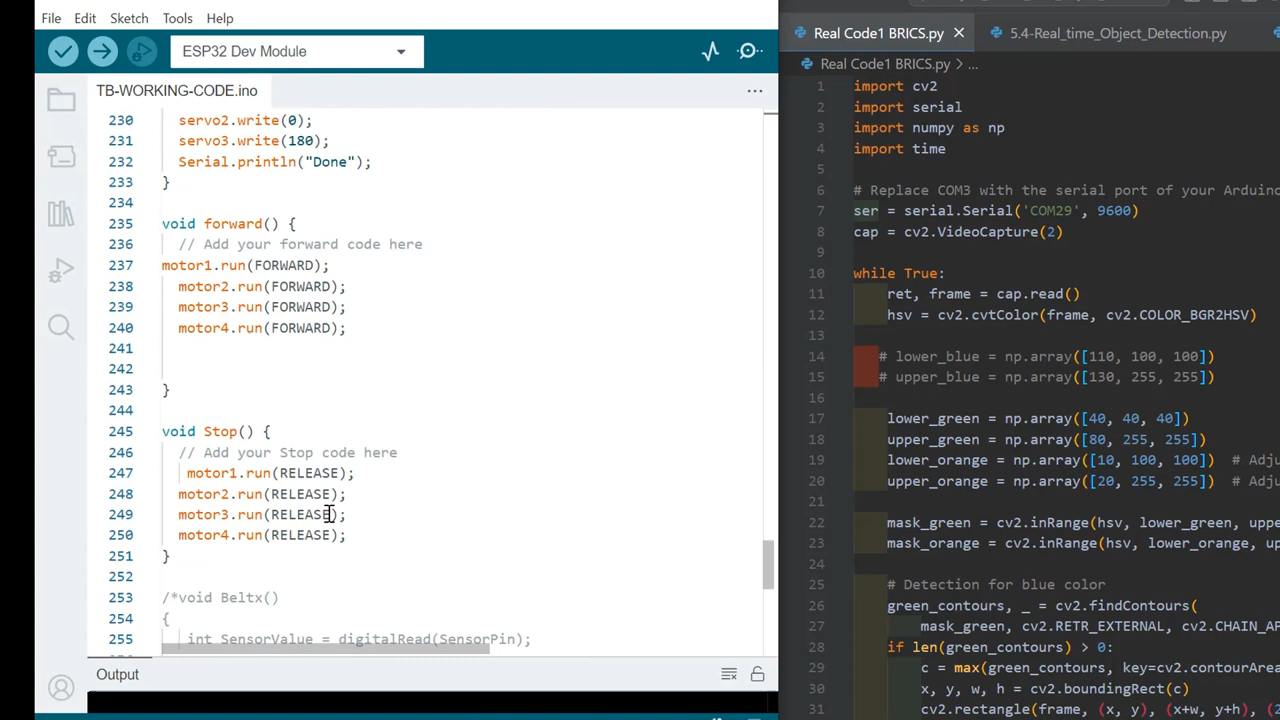 File Edit Sketch Tools Help
ESP32 Dev Module
TB-WORKING-CODE.ino
230 servo2.write(0);
231 servo3.write(180);
232 Serial.println("Done");
233 }
234
235 void forward() {
236 // Add your forward code here
237 motor1.run(FORWARD);
238 motor2.run(FORWARD);
239 motor3.run(FORWARD);
240 motor4.run(FORWARD);
241
242
243 }
244
245 void Stop() {
246 // Add your Stop code here
247 motor1.run(RELEASE);
248 motor2.run(RELEASE);
249 motor3.run(RELEASE);
250 motor4.run(RELEASE);
251 }
252
253 /*void Beltx()
254 {
255 int SensorValue = digitalRead(SensorPin);
Output
Real Code1 BRICS.py 5.4-Real_time_Object_Detection.py
Real Code1 BRICS.py > ...
1 import cv2
2 import serial
3 import numpy as np
4 import time
5
6 # Replace COM3 with the serial port of your Arduino
7 ser = serial.Serial('COM29', 9600)
8 cap = cv2.VideoCapture(2)
9
10 while True:
11 ret, frame = cap.read()
12 hsv = cv2.cvtColor(frame, cv2.COLOR_BGR2HSV)
13
14 # lower_blue = np.array([110, 100, 100])
15 # upper_blue = np.array([130, 255, 255])
16
17 lower_green = np.array([40, 40, 40])
18 upper_green = np.array([80, 255, 255])
19 lower_orange = np.array([10, 100, 100]) # Adju
20 upper_orange = np.array([20, 255, 255]) # Adju
21
22 mask_green = cv2.inRange(hsv, lower_green, uppe
23 mask_orange = cv2.inRange(hsv, lower_orange, up
24
25 # Detection for blue color
26 green_contours, _ = cv2.findContours(
27 mask_green, cv2.RETR_EXTERNAL, cv2.CHAIN_AP
28 if len(green_contours) > 0:
29 c = max(green_contours, key=cv2.contourArea
30 x, y, w, h = cv2.boundingRect(c)
31 cv2.rectangle(frame, (x, y), (x+w, y+h), (2